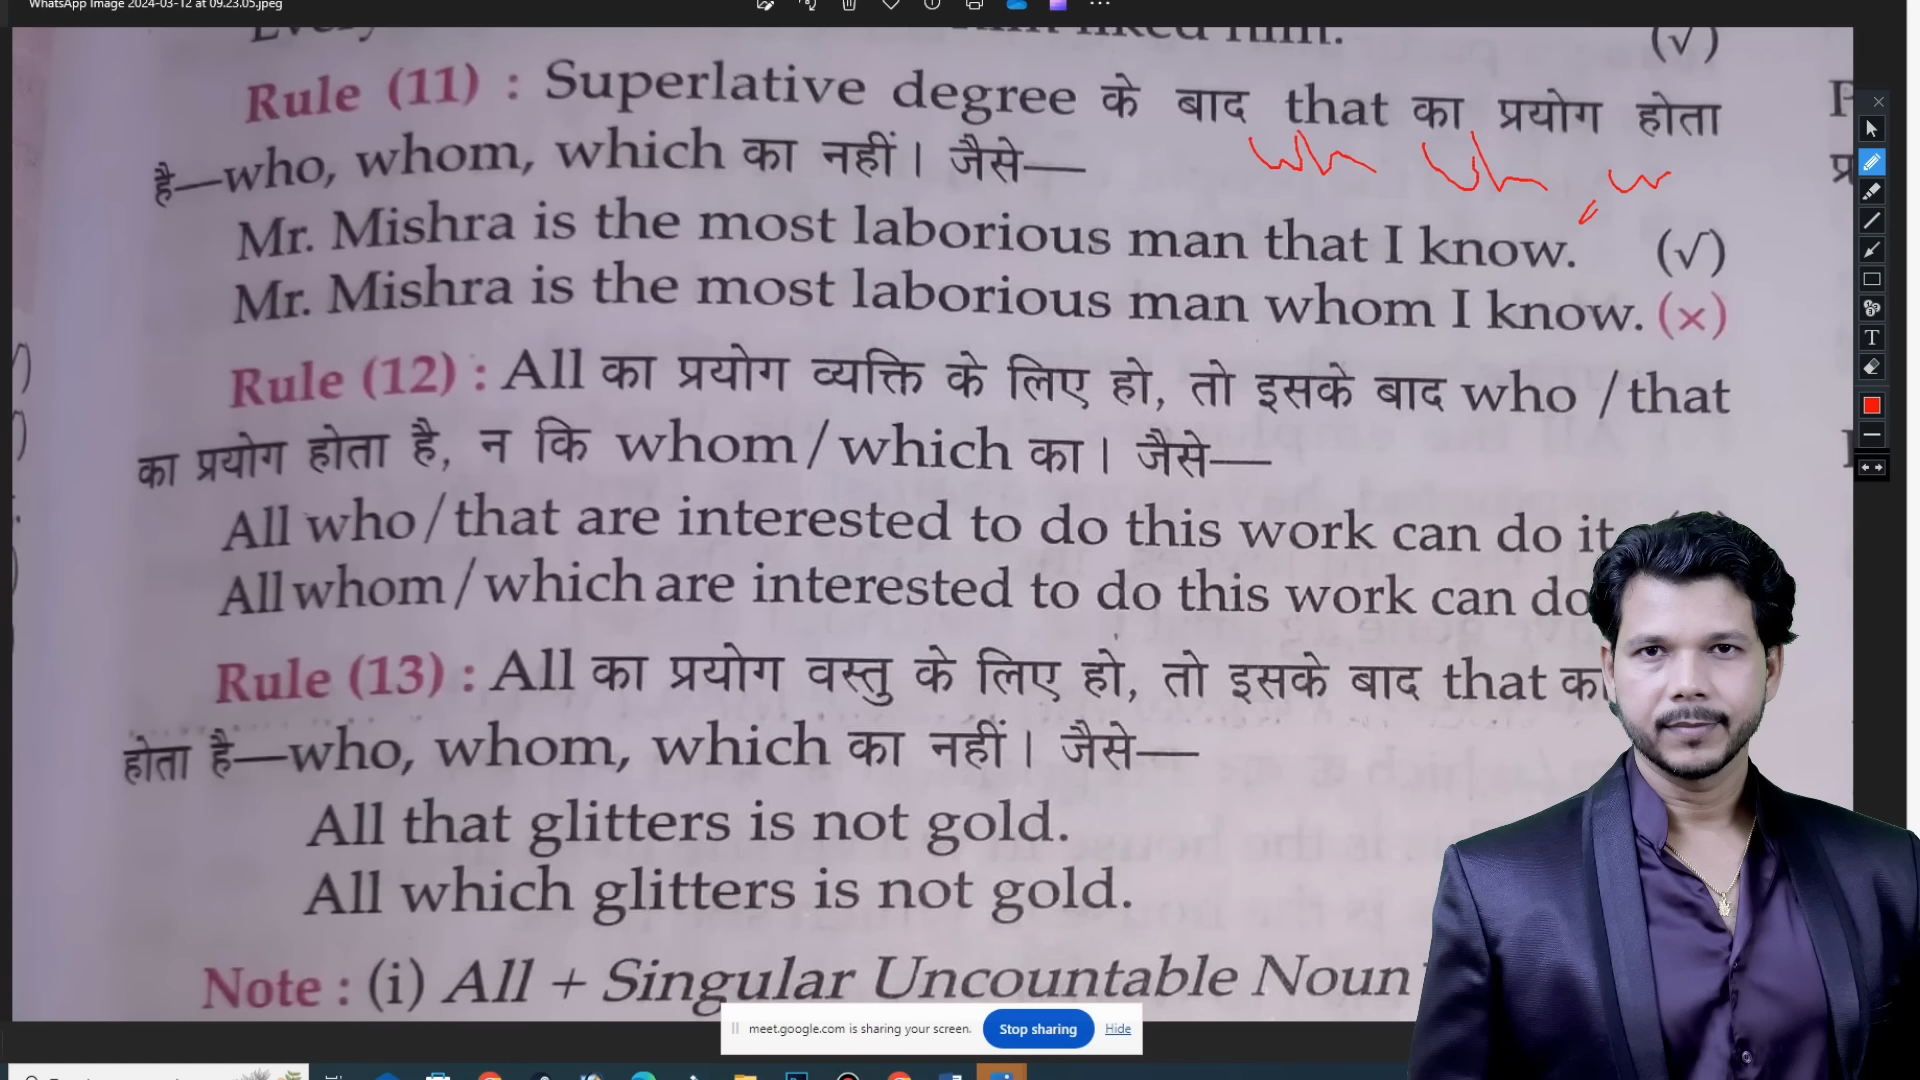 WhatsApp Image 2024-03-12 at 09.23.05.jpeg
liked him. (√)
Rule (11) : Superlative degree के बाद that का प्रयोग होता
है—who, whom, which का नहीं। जैसे—
wh wh, w
Mr. Mishra is the most laborious man that I know. (√)
Mr. Mishra is the most laborious man whom I know. (×)
Rule (12) : All का प्रयोग व्यक्ति के लिए हो, तो इसके बाद who / that
का प्रयोग होता है, न कि whom / which का। जैसे—
All who / that are interested to do this work can do it
All whom / which are interested to do this work can do
Rule (13) : All का प्रयोग वस्तु के लिए हो, तो इसके बाद that का
होता है—who, whom, which का नहीं। जैसे—
All that glitters is not gold.
All which glitters is not gold.
Note : (i) All + Singular Uncountable Noun
meet.google.com is sharing your screen. Stop sharing Hide